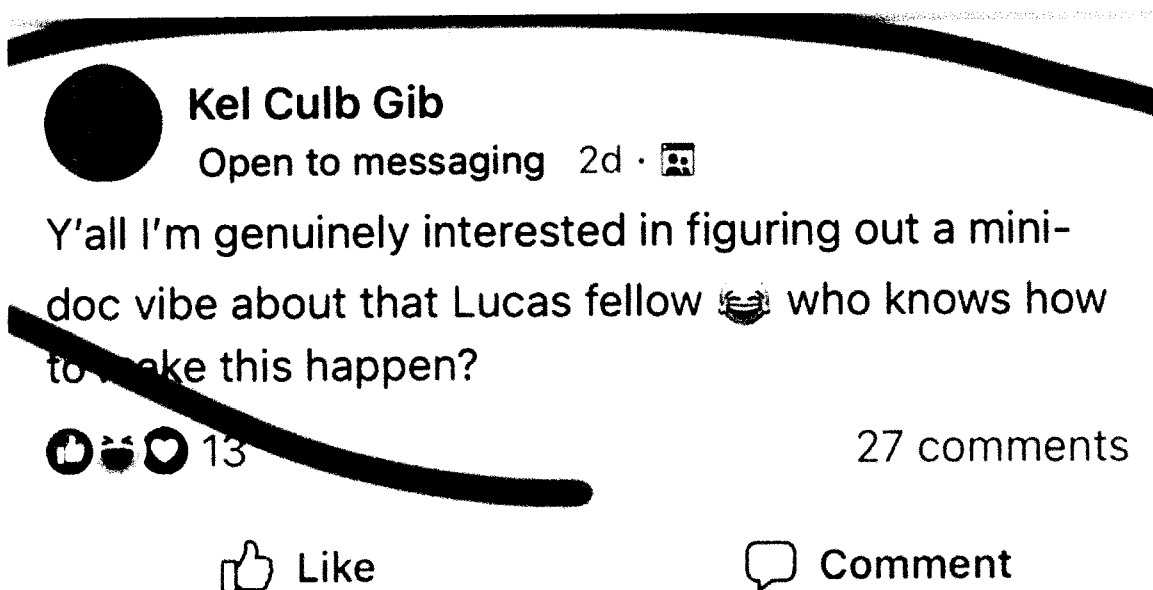 Kel Culb Gib
Open to messaging 2d ·
Y'all I'm genuinely interested in figuring out a mini-
doc vibe about that Lucas fellow 😂 who knows how
to make this happen?
13
27 comments
Like
Comment